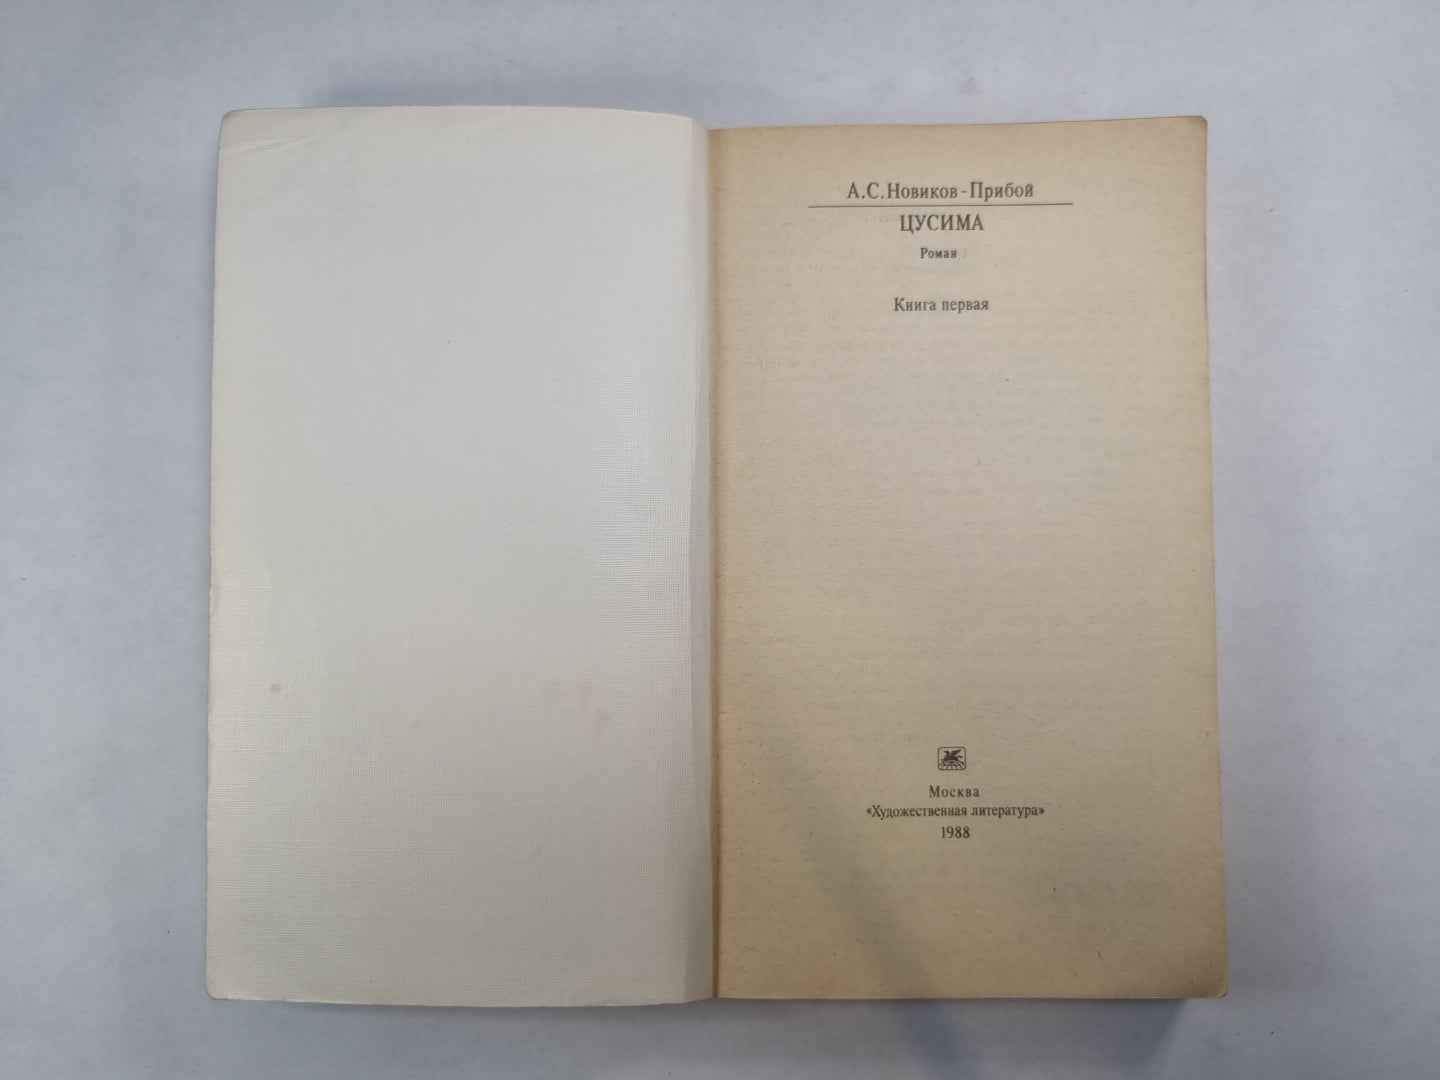 А.С.Новиков-Прибой
ЦУСИМА
Роман
Книга первая
Москва
«Художественная литература»
1988